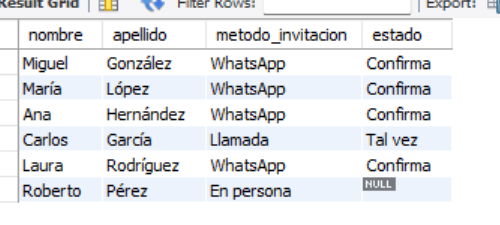 Result Grid Filter Rows: Export:
nombre apellido metodo_invitacion estado
Miguel González WhatsApp Confirma
María López WhatsApp Confirma
Ana Hernández WhatsApp Confirma
Carlos García Llamada Tal vez
Laura Rodríguez WhatsApp Confirma
Roberto Pérez En persona NULL